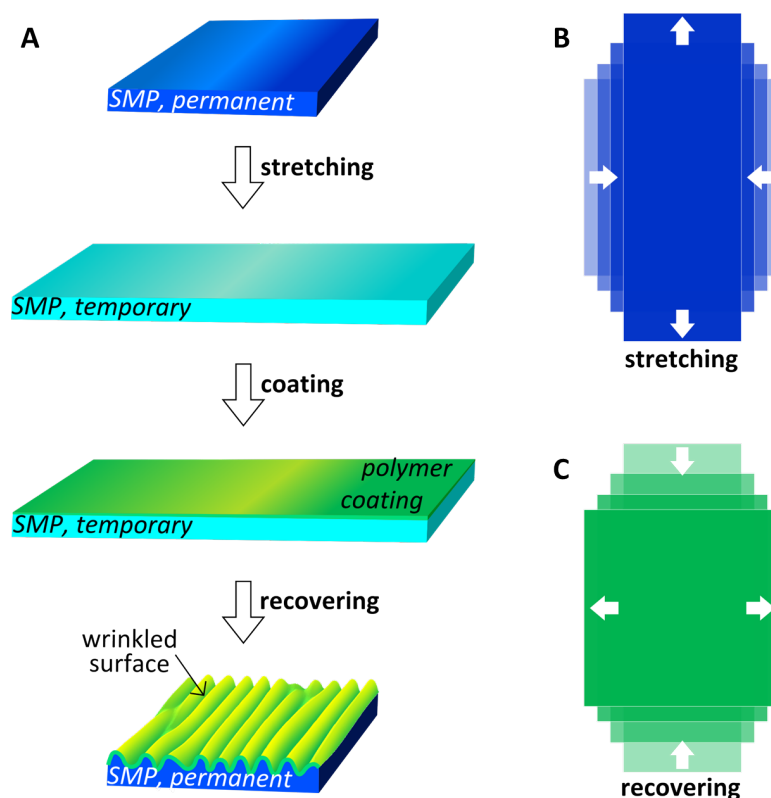 A
SMP, permanent
stretching
SMP, temporary
coating
polymer
coating
SMP, temporary
recovering
wrinkled
surface
SMP, permanent
B
stretching
C
recovering